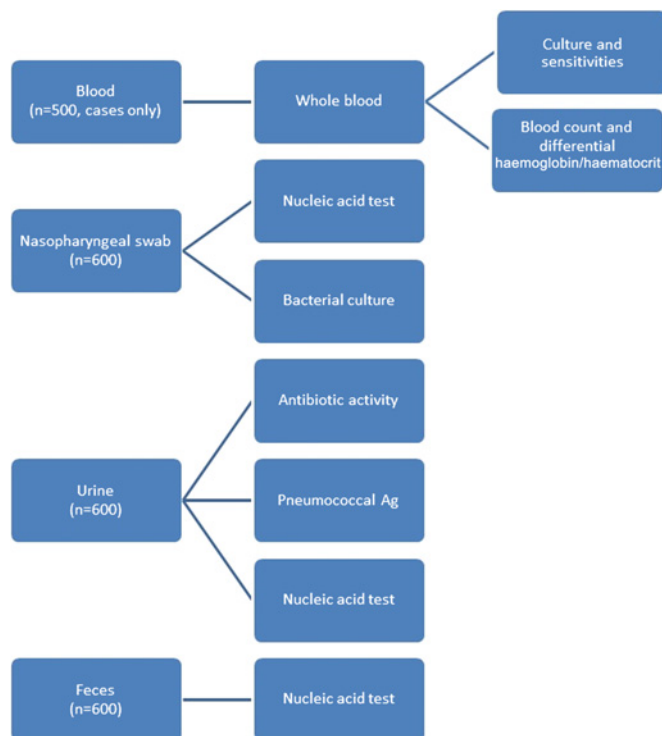 Blood
(n=500, cases only)
Whole blood
Culture and
sensitivities
Blood count and
differential
haemoglobin/haematocrit
Nasopharyngeal swab
(n=600)
Nucleic acid test
Bacterial culture
Urine
(n=600)
Antibiotic activity
Pneumococcal Ag
Nucleic acid test
Feces
(n=600)
Nucleic acid test